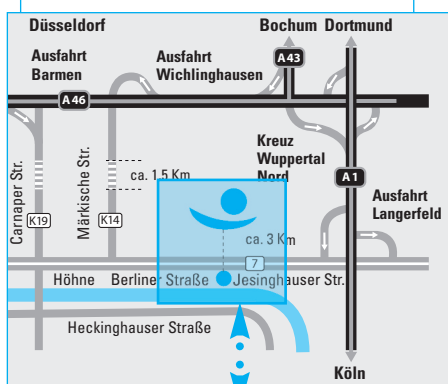 Düsseldorf
Bochum Dortmund
Ausfahrt
Barmen
Ausfahrt
Wichlinghausen
A43
A46
Kreuz
Wuppertal
Nord
A1
Ausfahrt
Langerfeld
Carnaper Str.
Märkische Str.
ca. 1,5 Km
K19
K14
ca. 3 Km
7
Höhne Berliner Straße Jesinghauser Str.
Heckinghauser Straße
Köln